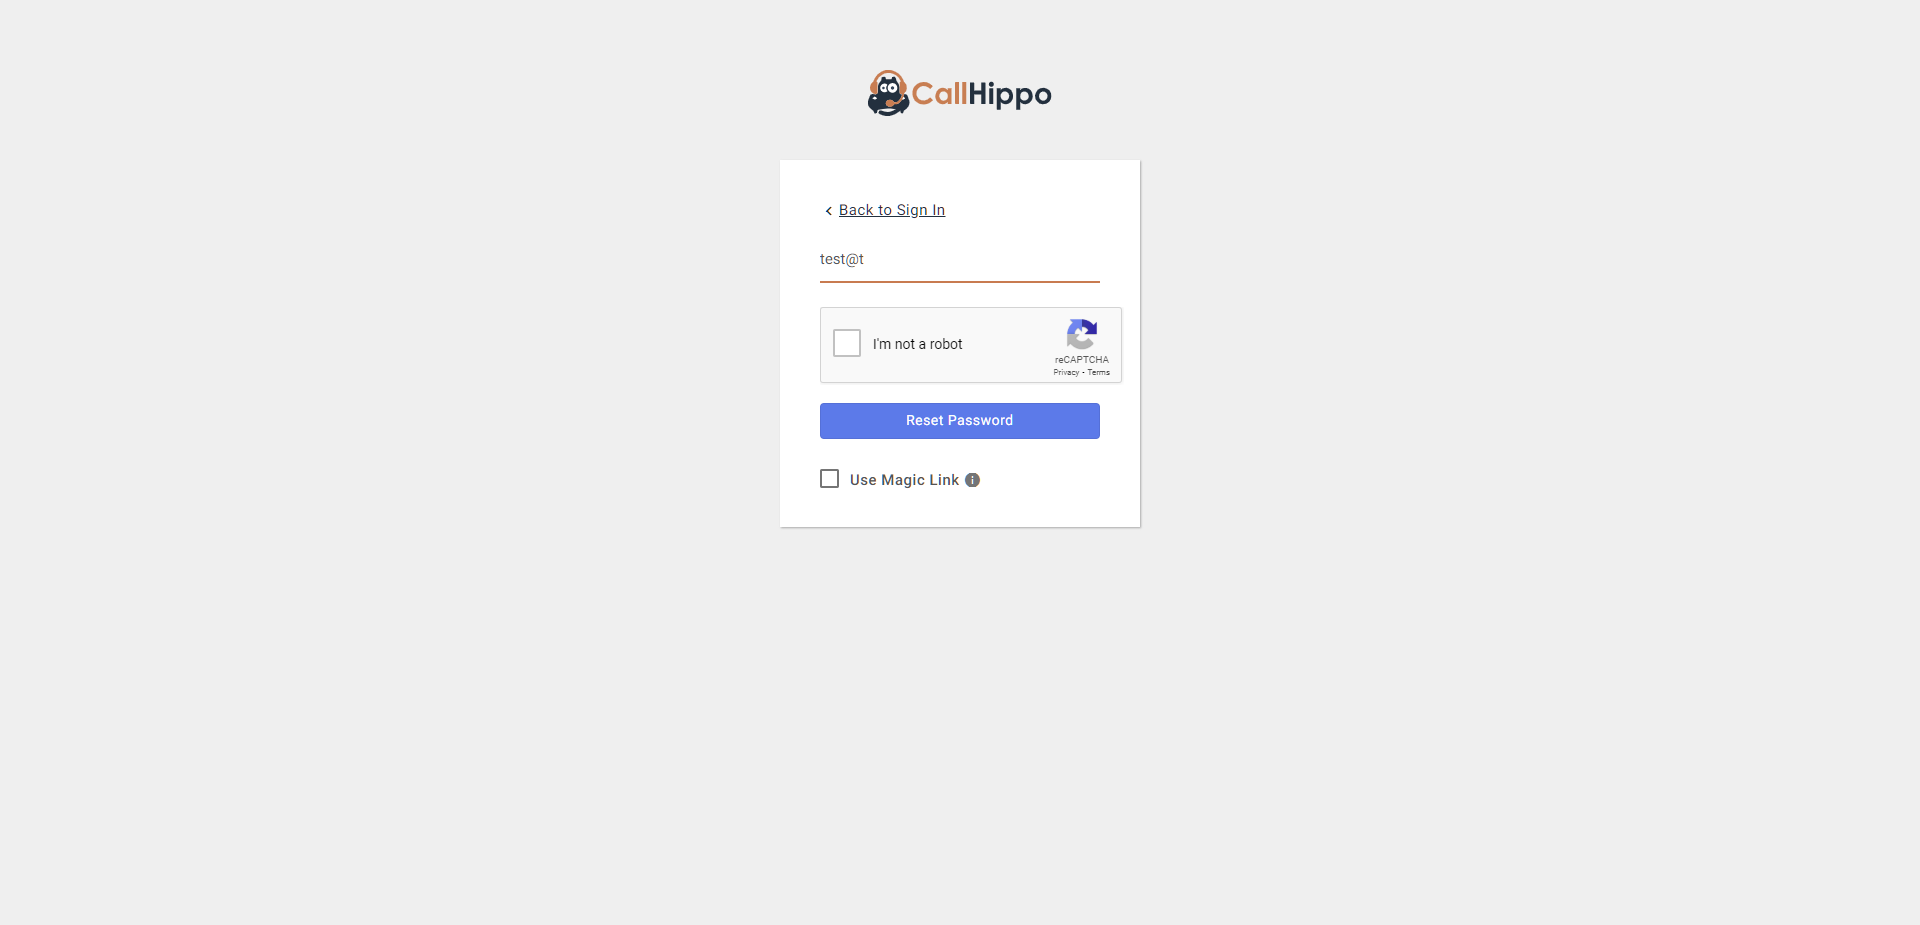 CallHippo
Back to Sign In
test@t
I'm not a robot
reCAPTCHA
Privacy - Terms
Reset Password
Use Magic Link